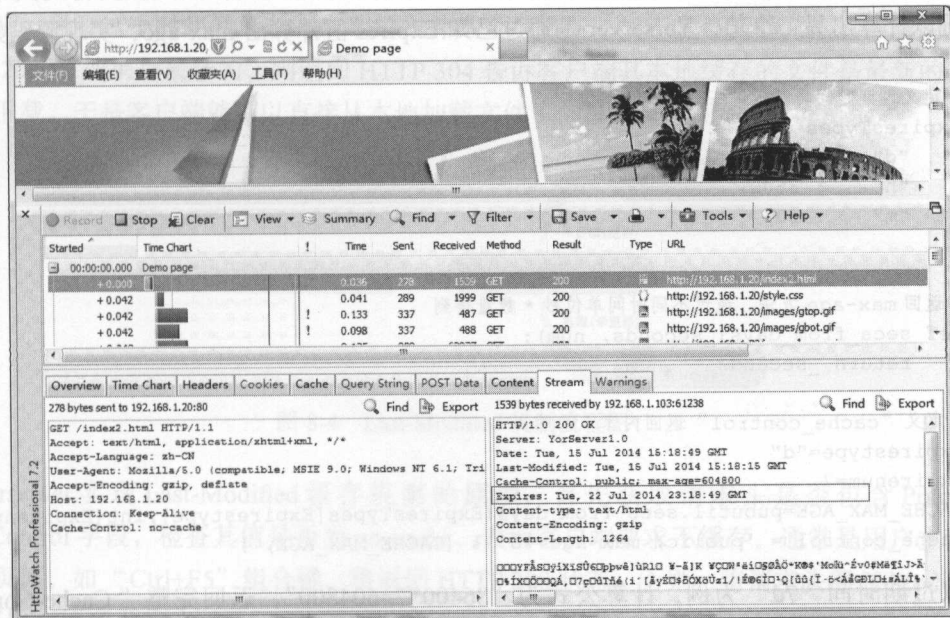 http://192.168.1.20
Demo page
文件(F) 编辑(E) 查看(V) 收藏夹(A) 工具(T) 帮助(H)
Record Stop Clear View Summary Find Filter Save Tools Help
Started Time Chart ! Time Sent Received Method Result Type URL
00:00:00.000 Demo page
+ 0.000 0.036 278 1539 GET 200 http://192.168.1.20/index2.html
+ 0.042 0.041 289 1999 GET 200 http://192.168.1.20/style.css
+ 0.042 ! 0.133 337 487 GET 200 http://192.168.1.20/images/gtop.gif
+ 0.042 ! 0.098 337 488 GET 200 http://192.168.1.20/images/gbot.gif
Overview Time Chart Headers Cookies Cache Query String POST Data Content Stream Warnings
278 bytes sent to 192.168.1.20:80 Find Export
GET /index2.html HTTP/1.1
Accept: text/html, application/xhtml+xml, */*
Accept-Language: zh-CN
User-Agent: Mozilla/5.0 (compatible; MSIE 9.0; Windows NT 6.1; Tri
Accept-Encoding: gzip, deflate
Host: 192.168.1.20
Connection: Keep-Alive
Cache-Control: no-cache
1539 bytes received by 192.168.1.103:61238 Find Export
HTTP/1.0 200 OK
Server: YorServer1.0
Date: Tue, 15 Jul 2014 15:18:49 GMT
Last-Modified: Tue, 15 Jul 2014 15:18:15 GMT
Cache-Control: public; max-age=604800
Expires: Tue, 22 Jul 2014 23:18:49 GMT
Content-type: text/html
Content-Encoding: gzip
Content-Length: 1264
HttpWatch Professional 7.2